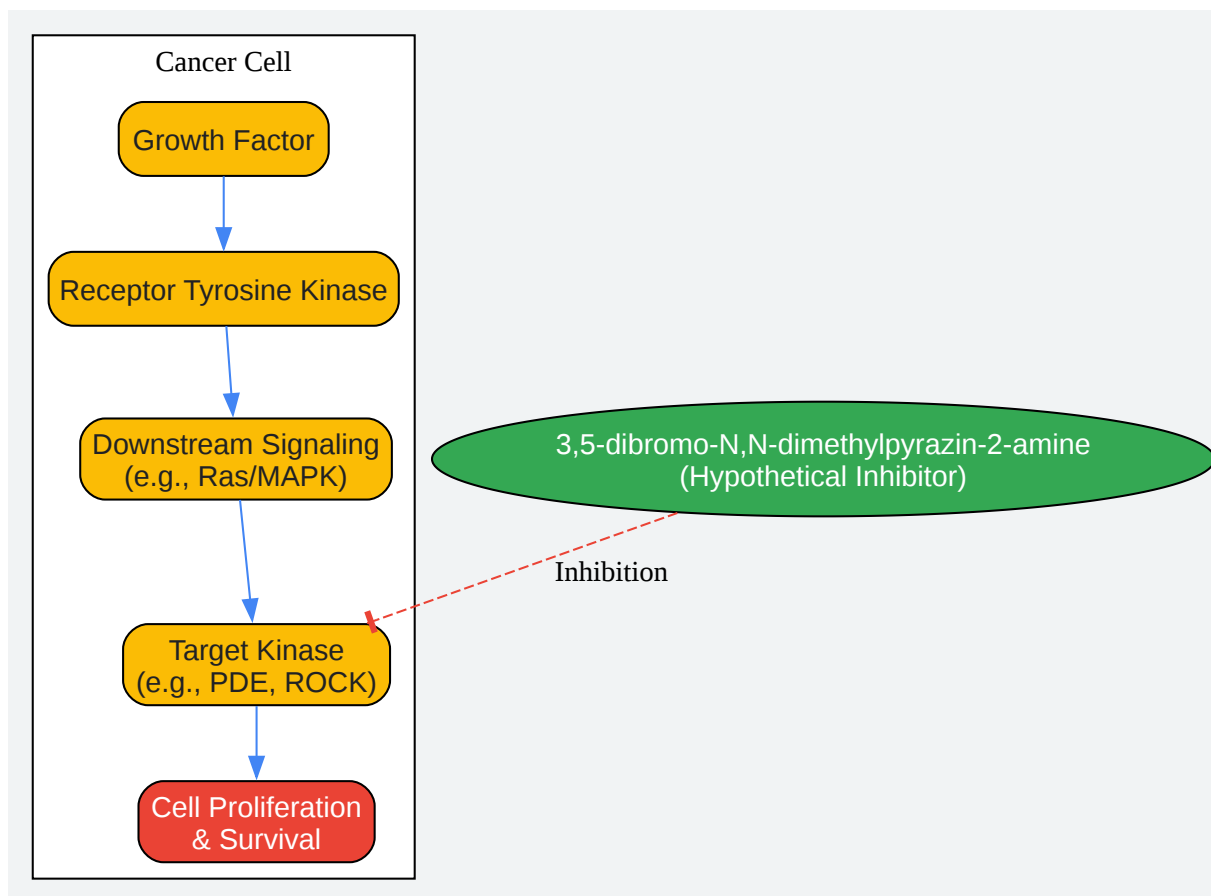 Cancer Cell
Growth Factor
Receptor Tyrosine Kinase
Downstream Signaling
(e.g., Ras/MAPK)
3,5-dibromo-N,N-dimethylpyrazin-2-amine
(Hypothetical Inhibitor)
Inhibition
Target Kinase
(e.g., PDE, ROCK)
Cell Proliferation
& Survival